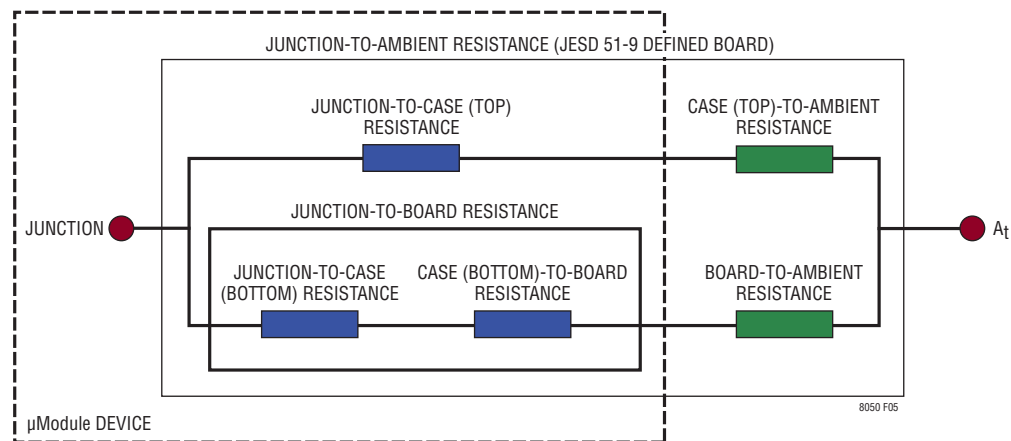 JUNCTION-TO-AMBIENT RESISTANCE (JESD 51-9 DEFINED BOARD)
JUNCTION-TO-CASE (TOP)
RESISTANCE
CASE (TOP)-TO-AMBIENT
RESISTANCE
JUNCTION
JUNCTION-TO-BOARD RESISTANCE
At
JUNCTION-TO-CASE
(BOTTOM) RESISTANCE
CASE (BOTTOM)-TO-BOARD
RESISTANCE
BOARD-TO-AMBIENT
RESISTANCE
8050 F05
µModule DEVICE